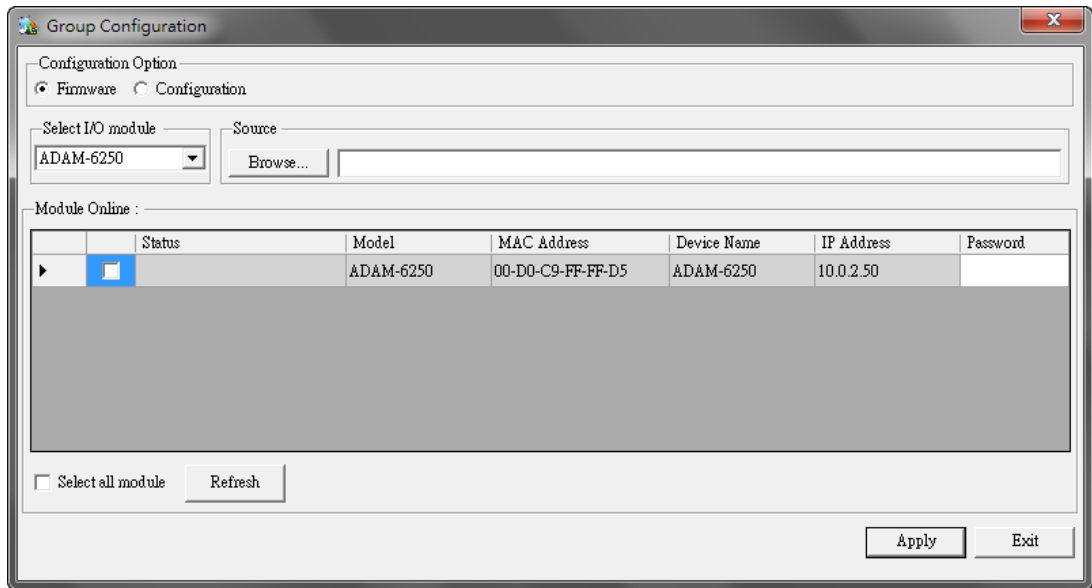 Group Configuration
Configuration Option
Firmware Configuration
Select I/O module Source
ADAM-6250 Browse...
Module Online :
Status Model MAC Address Device Name IP Address Password
ADAM-6250 00-D0-C9-FF-FF-D5 ADAM-6250 10.0.2.50
Select all module Refresh
Apply Exit